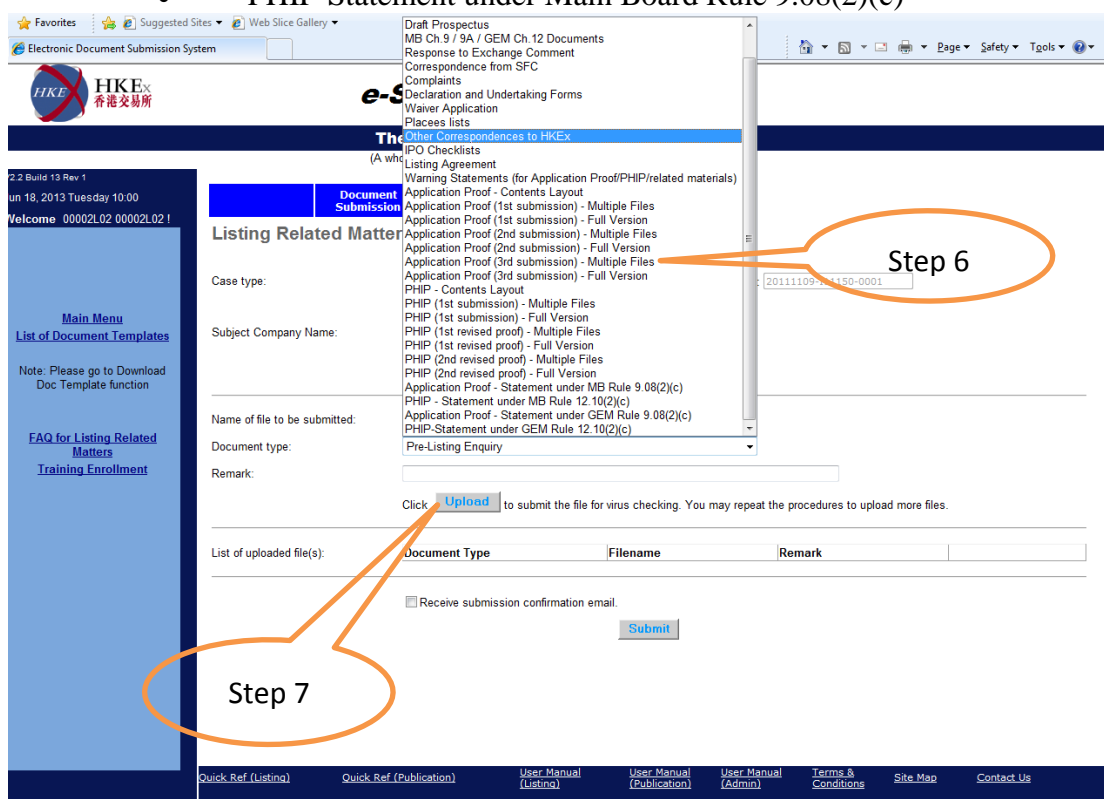 • PHIP-Statement under Main Board Rule 9.08(2)(c)
Favorites Suggested Sites Web Slice Gallery
Electronic Document Submission System
Page Safety Tools
HKE
HKEx
香港交易所
e-S
The
(A who
V2.2 Build 13 Rev 1
un 18, 2013 Tuesday 10:00
Welcome 00002L02 00002L02 !
Document Submission
Listing Related Matter
Draft Prospectus
MB Ch.9 / 9A / GEM Ch.12 Documents
Response to Exchange Comment
Correspondence from SFC
Complaints
Declaration and Undertaking Forms
Waiver Application
Placees lists
Other Correspondences to HKEx
IPO Checklists
Listing Agreement
Warning Statements (for Application Proof/PHIP/related materials)
Application Proof - Contents Layout
Application Proof (1st submission) - Multiple Files
Application Proof (1st submission) - Full Version
Application Proof (2nd submission) - Multiple Files
Application Proof (2nd submission) - Full Version
Application Proof (3rd submission) - Multiple Files
Application Proof (3rd submission) - Full Version
PHIP - Contents Layout
PHIP (1st submission) - Multiple Files
PHIP (1st submission) - Full Version
PHIP (1st revised proof) - Multiple Files
PHIP (1st revised proof) - Full Version
PHIP (2nd revised proof) - Multiple Files
PHIP (2nd revised proof) - Full Version
Application Proof - Statement under MB Rule 9.08(2)(c)
PHIP - Statement under MB Rule 12.10(2)(c)
Application Proof - Statement under GEM Rule 9.08(2)(c)
PHIP-Statement under GEM Rule 12.10(2)(c)
Step 6
Case type:
Subject Company Name:
Name of file to be submitted:
Document type: Pre-Listing Enquiry
Remark:
Click Upload to submit the file for virus checking. You may repeat the procedures to upload more files.
List of uploaded file(s): Document Type Filename Remark
Receive submission confirmation email.
Submit
Step 7
Main Menu
List of Document Templates
Note: Please go to Download
Doc Template function
FAQ for Listing Related
Matters
Training Enrollment
Quick Ref (Listing) Quick Ref (Publication) User Manual (Listing) User Manual (Publication) User Manual (Admin) Terms & Conditions Site Map Contact Us